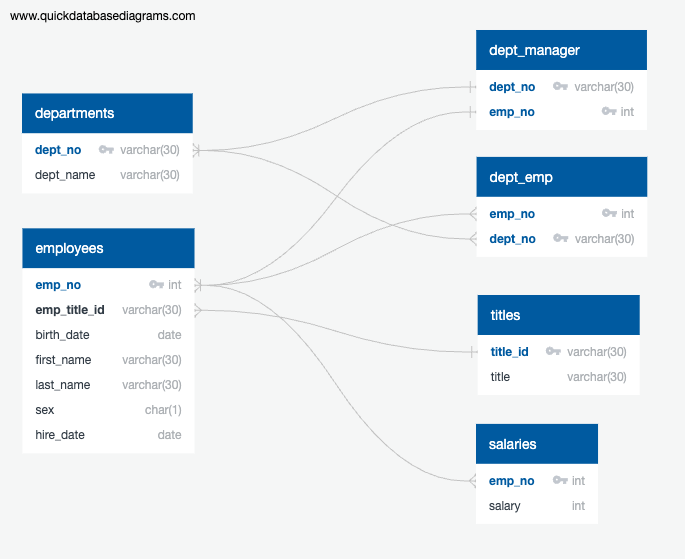 www.quickdatabasediagrams.com
departments
dept_no varchar(30)
dept_name varchar(30)
employees
emp_no int
emp_title_id varchar(30)
birth_date date
first_name varchar(30)
last_name varchar(30)
sex char(1)
hire_date date
dept_manager
dept_no varchar(30)
emp_no int
dept_emp
emp_no int
dept_no varchar(30)
titles
title_id varchar(30)
title varchar(30)
salaries
emp_no int
salary int